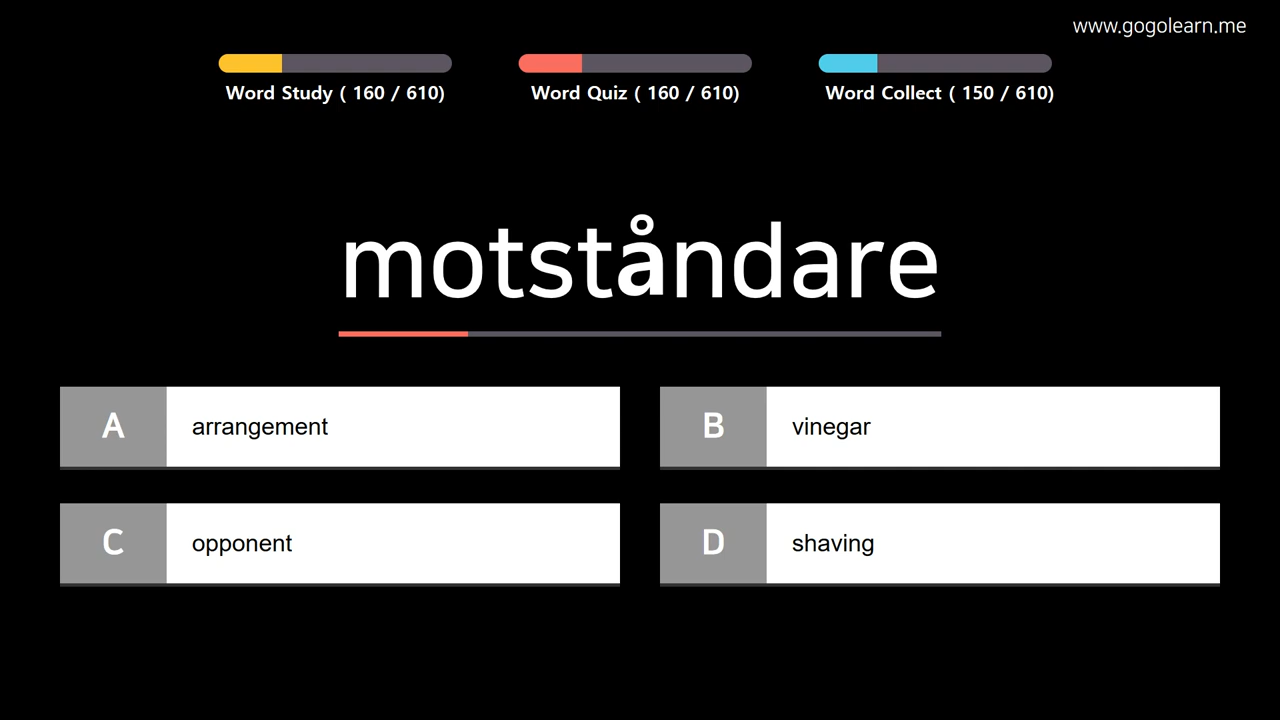 www.gogolearn.me
Word Study ( 160 / 610)
Word Quiz ( 160 / 610)
Word Collect ( 150 / 610)
motståndare
A arrangement
B vinegar
C opponent
D shaving